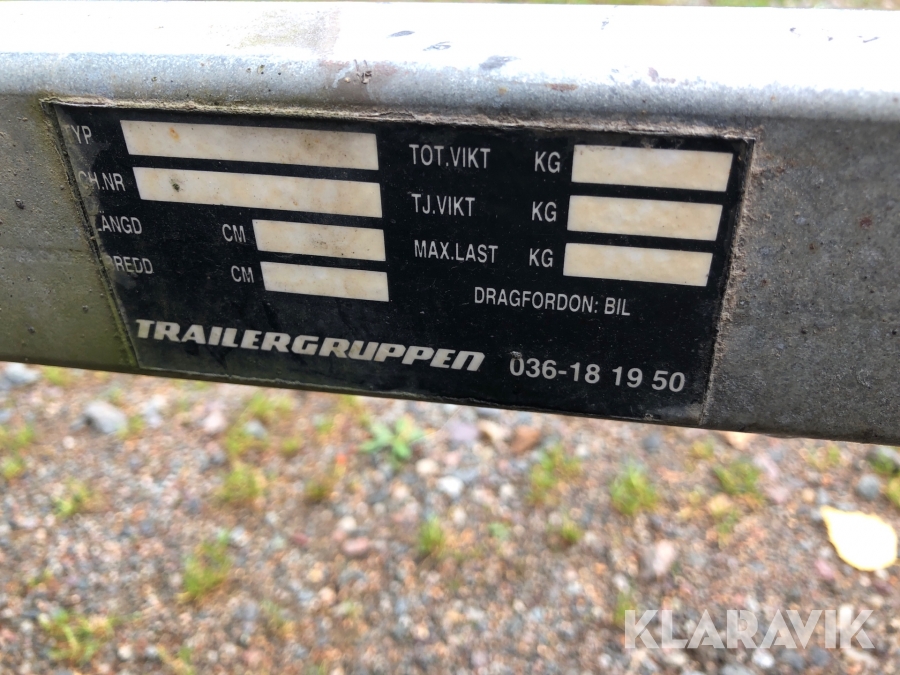 TYP
CH.NR
LÄNGD CM
BREDD CM
TOT.VIKT KG
TJ.VIKT KG
MAX.LAST KG
DRAGFORDON: BIL
TRAILERGRUPPEN 036-18 19 50
KLARAVIK